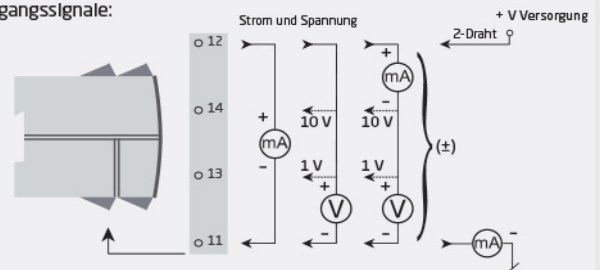 gangssignale:
Strom und Spannung
+ V Versorgung
2-Draht
12
14
13
11
+
mA
-
10 V
1 V
+
V
-
+
mA
-
10 V
1 V
+
V
-
(±)
mA
-